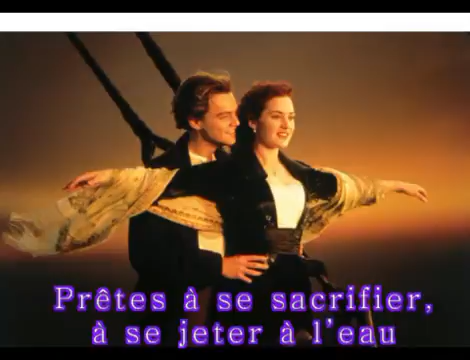 Prêtes à se sacrifier,
à se jeter à l'eau